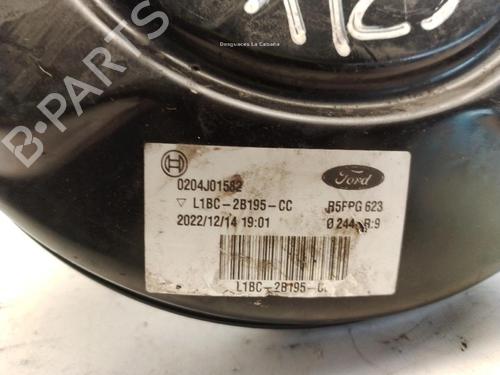 Desguaces La Cabaña
B-PARTS
0204J01582
Ford
▽ L1BC-2B195-CC R5FPG 623
2022/12/14 19:01 Ø 244 R:9
L1BC-2B195-C